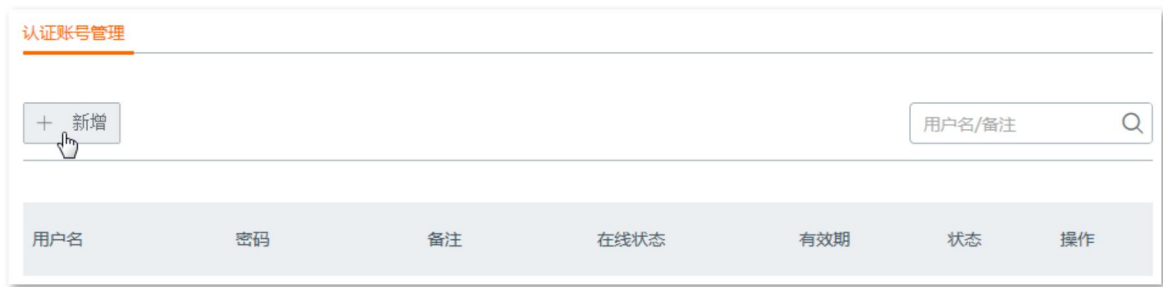 认证账号管理
+ 新增
用户名/备注
用户名 密码 备注 在线状态 有效期 状态 操作